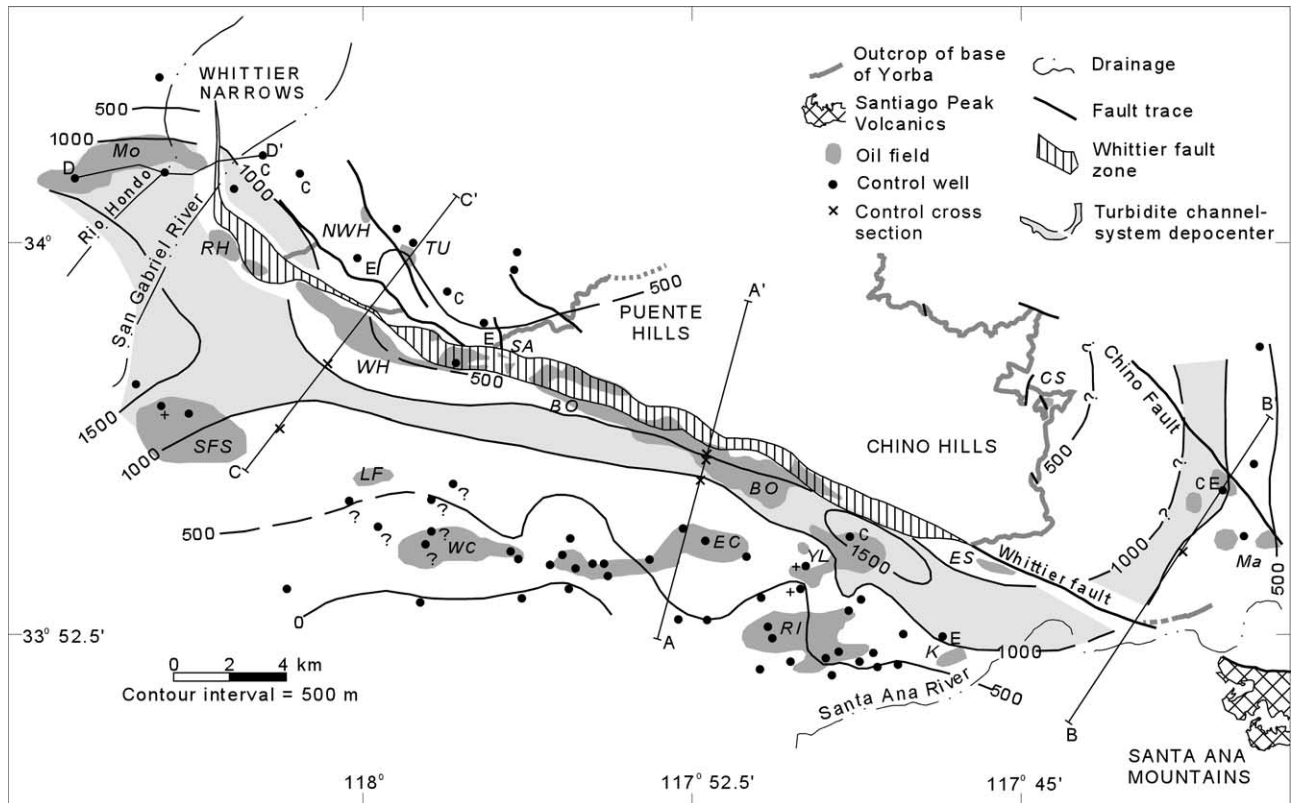 WHITTIER
NARROWS
500
1000
Mo
D
D'
C
C
1000
Rio Hondo
San Gabriel River
RH
NWH
C'
TU
E
C
E
500
PUENTE
HILLS
SA
WH
500
BO
A'
1500
+
SFS
1000
C
LF
?
?
?
?
?
500
WC
EC
BO
C
1500
YL
+
+
ES
Whittier fault
CHINO HILLS
CS
500
?
?
?
?
Chino Fault
B'
CE
1000
Ma
500
0
A
RI
E
K
1000
500
Santa Ana River
B
SANTA ANA
MOUNTAINS
34°
33° 52.5'
118°
117° 52.5'
117° 45'
0 2 4 km
Contour interval = 500 m
Outcrop of base
of Yorba
Santiago Peak
Volcanics
Oil field
Control well
Control cross
section
Drainage
Fault trace
Whittier fault
zone
Turbidite channel-
system depocenter